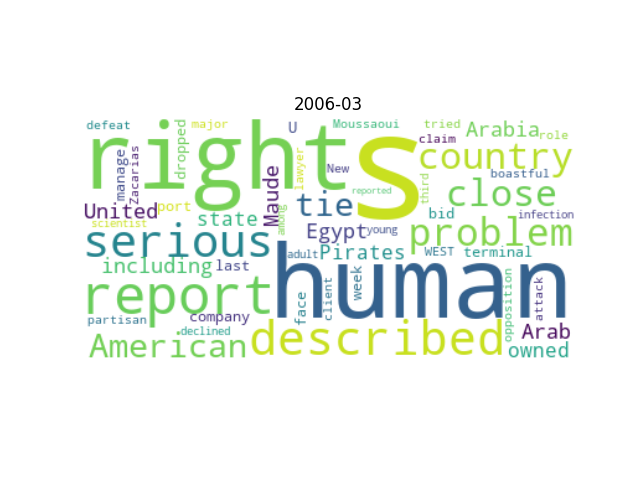 2006-03
defeat
major
U
Moussaoui
tried
Arabia
role
rights
s
dropped
manage
Zacarias
lawyer
New
claim
country
boastful
reported
third
close
United
port
Maude
tie
state
among
bid
infection
scientist
Egypt
young
problem
serious
adult
Pirates
WEST
terminal
including
last
human
week
face
client
report
company
opposition
attack
partisan
declined
described
Arab
American
owned